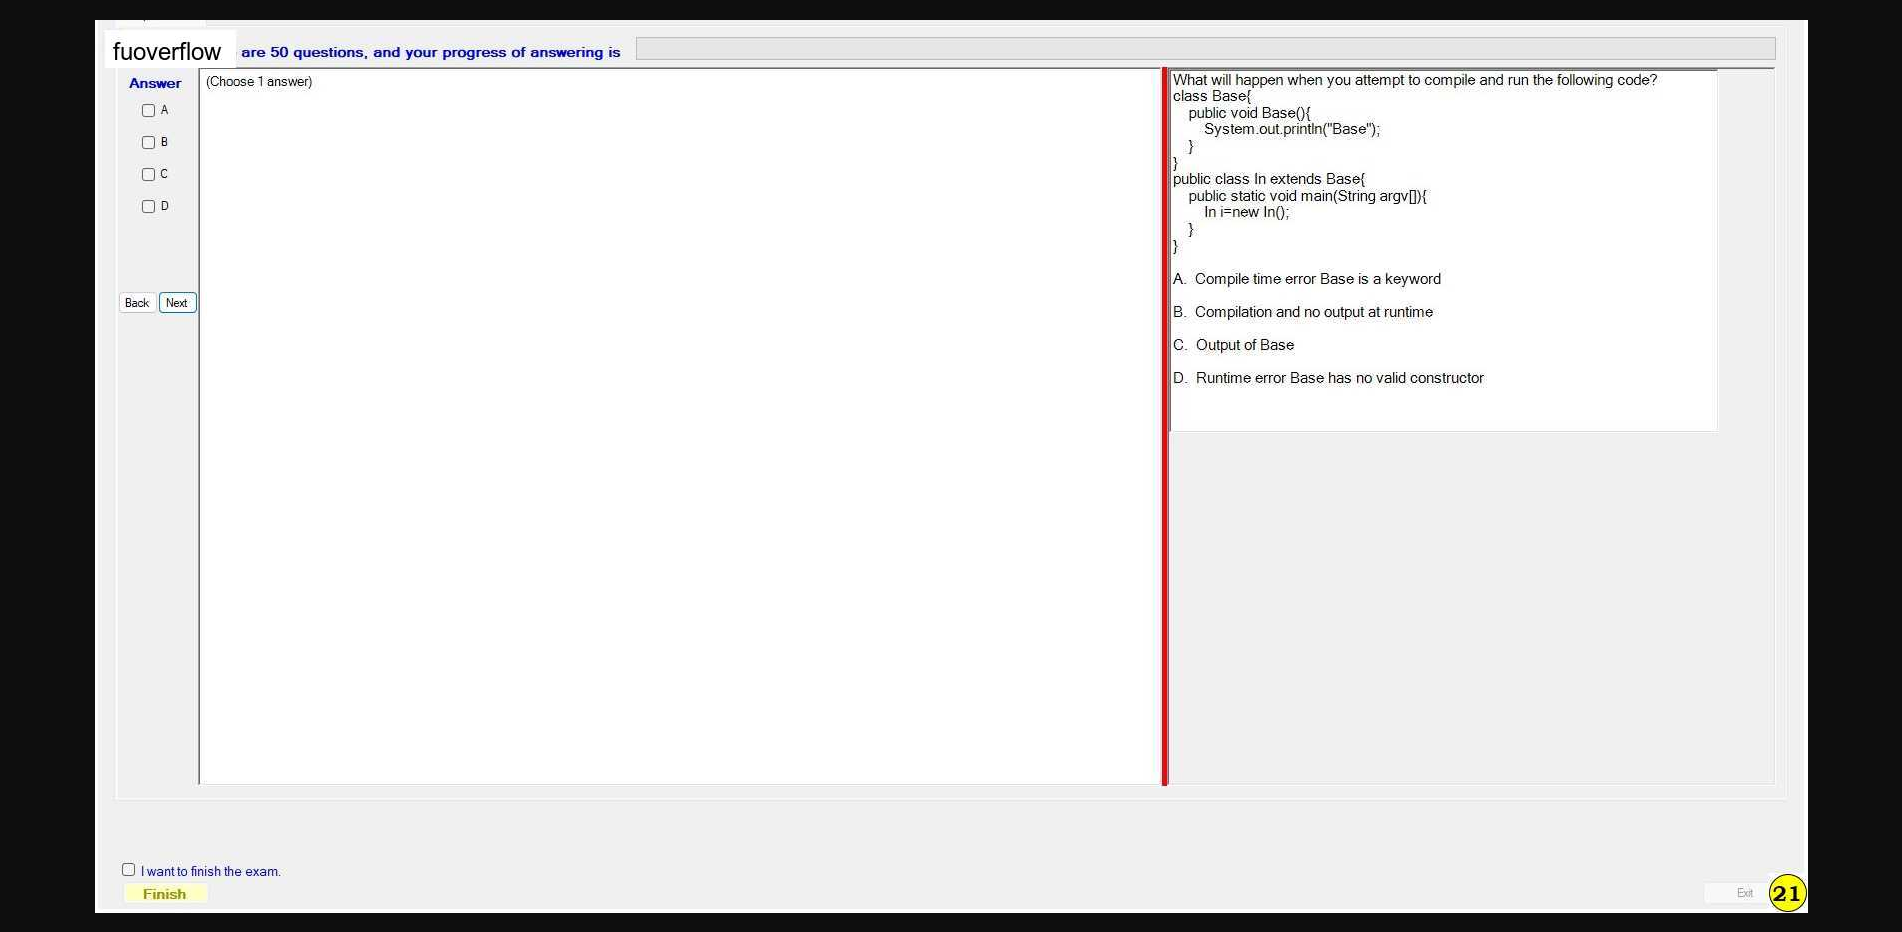 fuoverflow are 50 questions, and your progress of answering is
Answer
(Choose 1 answer)
A
B
C
D
Back Next
What will happen when you attempt to compile and run the following code?
class Base{
public void Base(){
System.out.println("Base");
}
}
public class In extends Base{
public static void main(String argv[]){
In i=new In();
}
}
A. Compile time error Base is a keyword
B. Compilation and no output at runtime
C. Output of Base
D. Runtime error Base has no valid constructor
I want to finish the exam.
Finish
Exit
21